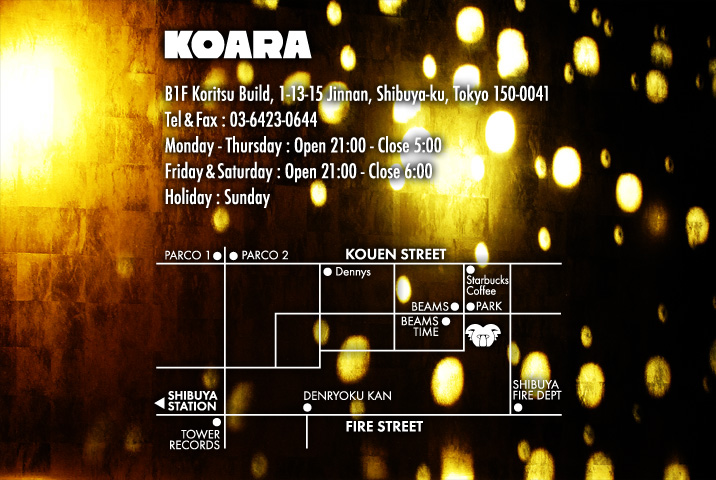 KOARA
B1F Koritsu Build, 1-13-15 Jinnan, Shibuya-ku, Tokyo 150-0041
Tel & Fax : 03-6423-0644
Monday - Thursday : Open 21:00 - Close 5:00
Friday & Saturday : Open 21:00 - Close 6:00
Holiday : Sunday
PARCO 1
PARCO 2
KOUEN STREET
Dennys
Starbucks
Coffee
BEAMS
PARK
BEAMS
TIME
SHIBUYA
STATION
DENRYOKU KAN
SHIBUYA
FIRE DEPT
TOWER
RECORDS
FIRE STREET